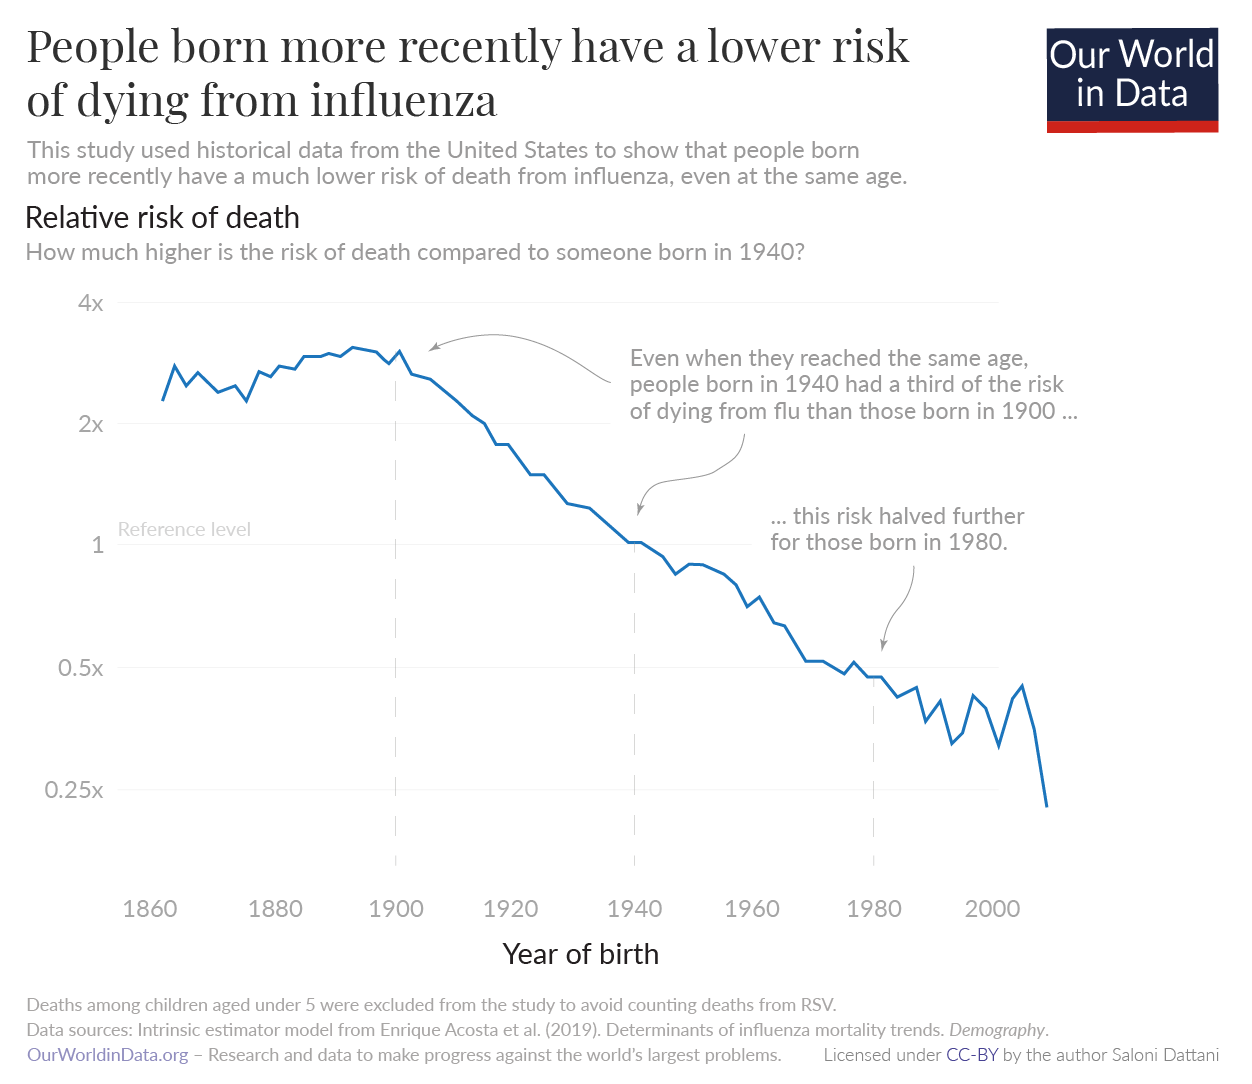 People born more recently have a lower risk
of dying from influenza
Our World
in Data
This study used historical data from the United States to show that people born
more recently have a much lower risk of death from influenza, even at the same age.
Relative risk of death
How much higher is the risk of death compared to someone born in 1940?
4x
Even when they reached the same age,
people born in 1940 had a third of the risk
of dying from flu than those born in 1900 ...
2x
... this risk halved further
for those born in 1980.
Reference level
1
0.5x
0.25x
1860 1880 1900 1920 1940 1960 1980 2000
Year of birth
Deaths among children aged under 5 were excluded from the study to avoid counting deaths from RSV.
Data sources: Intrinsic estimator model from Enrique Acosta et al. (2019). Determinants of influenza mortality trends. Demography.
OurWorldinData.org – Research and data to make progress against the world's largest problems. Licensed under CC-BY by the author Saloni Dattani